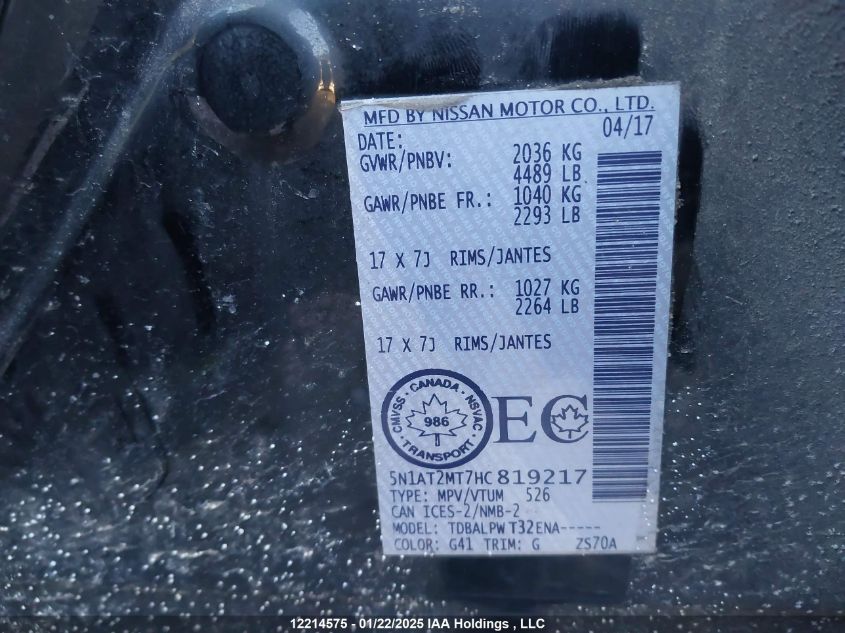 MFD BY NISSAN MOTOR CO., LTD.
DATE: 04/17
GVWR/PNBV: 2036 KG
4489 LB
GAWR/PNBE FR.: 1040 KG
2293 LB
17 X 7J RIMS/JANTES
GAWR/PNBE RR.: 1027 KG
2264 LB
17 X 7J RIMS/JANTES
CMVSS · CANADA · NSVAC
986
TRANSPORT
EC
5N1AT2MT7HC819217
TYPE: MPV/VTUM 526
CAN ICES-2/NMB-2
MODEL: TDBALPW T32ENA-----
COLOR: G41 TRIM: G ZS70A
12214575 - 01/22/2025 IAA Holdings , LLC